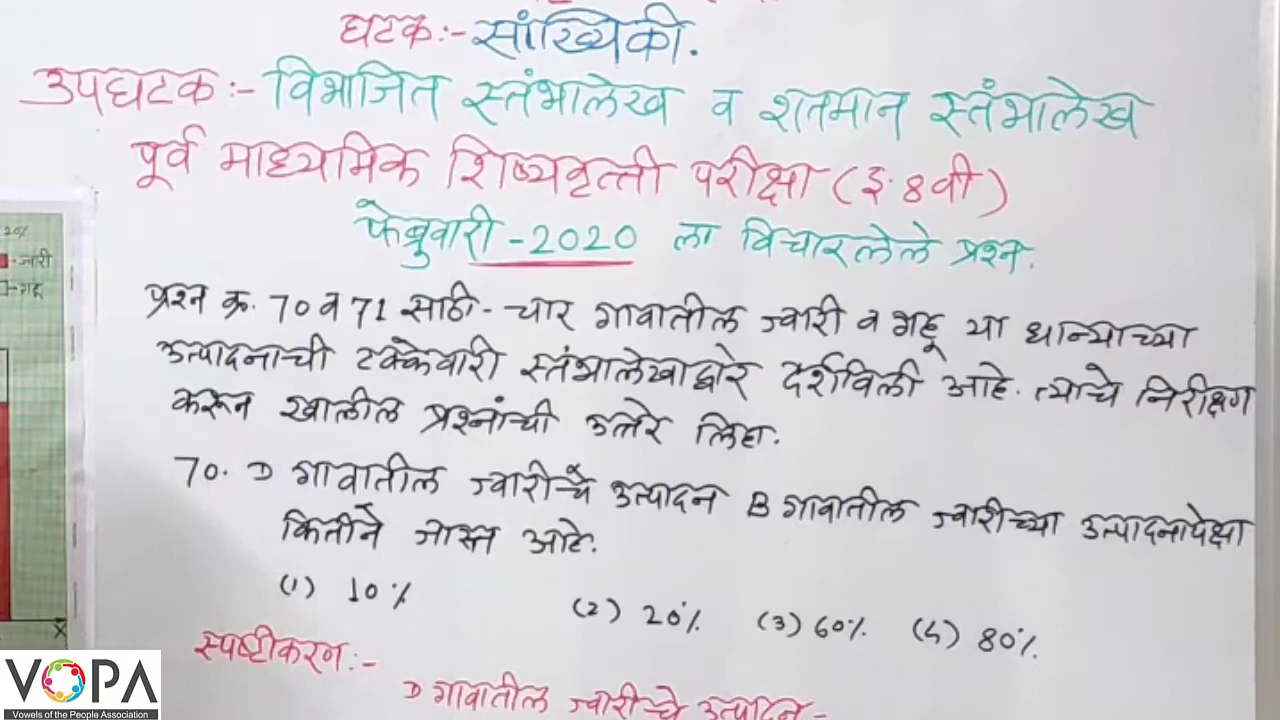 घटक:- सांख्यिकी.
उपघटक:- विभाजित स्तंभालेख व शतमान स्तंभालेख
पूर्व माध्यमिक शिष्यवृत्ती परीक्षा (इ. 8वी)
फेब्रुवारी - 2020 ला विचारलेले प्रश्न.
प्रश्न क्र. 70 व 71 साठी - चार गावातील ज्वारी व गहू या धान्याच्या
उत्पादनाची टक्केवारी स्तंभालेखाद्वारे दर्शविली आहे. त्याचे निरीक्षण
करून खालील प्रश्नांची उत्तरे लिहा.
70. D गावातील ज्वारीचे उत्पादन B गावातील ज्वारीच्या उत्पादनापेक्षा
कितीने जास्त आहे.
(1) 10% (2) 20% (3) 60% (4) 80%
स्पष्टीकरण:-
D गावातील ज्वारीचे उत्पादन -
20%
- ज्वारी
- गहू
X
VOPA
Vowels of the People Association